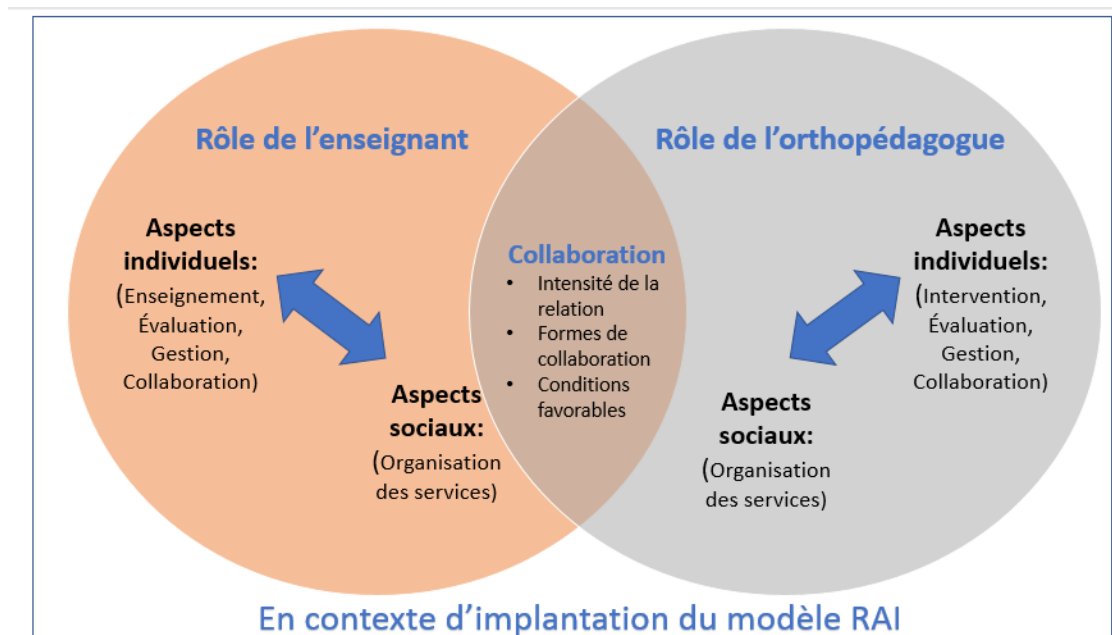 Rôle de l’enseignant
Aspects
individuels:
(Enseignement,
Évaluation,
Gestion,
Collaboration)
Aspects
sociaux:
(Organisation
des services)
Collaboration
• Intensité de la
relation
• Formes de
collaboration
• Conditions
favorables
Rôle de l’orthopédagogue
Aspects
individuels:
(Intervention,
Évaluation,
Gestion,
Collaboration)
Aspects
sociaux:
(Organisation
des services)
En contexte d’implantation du modèle RAI